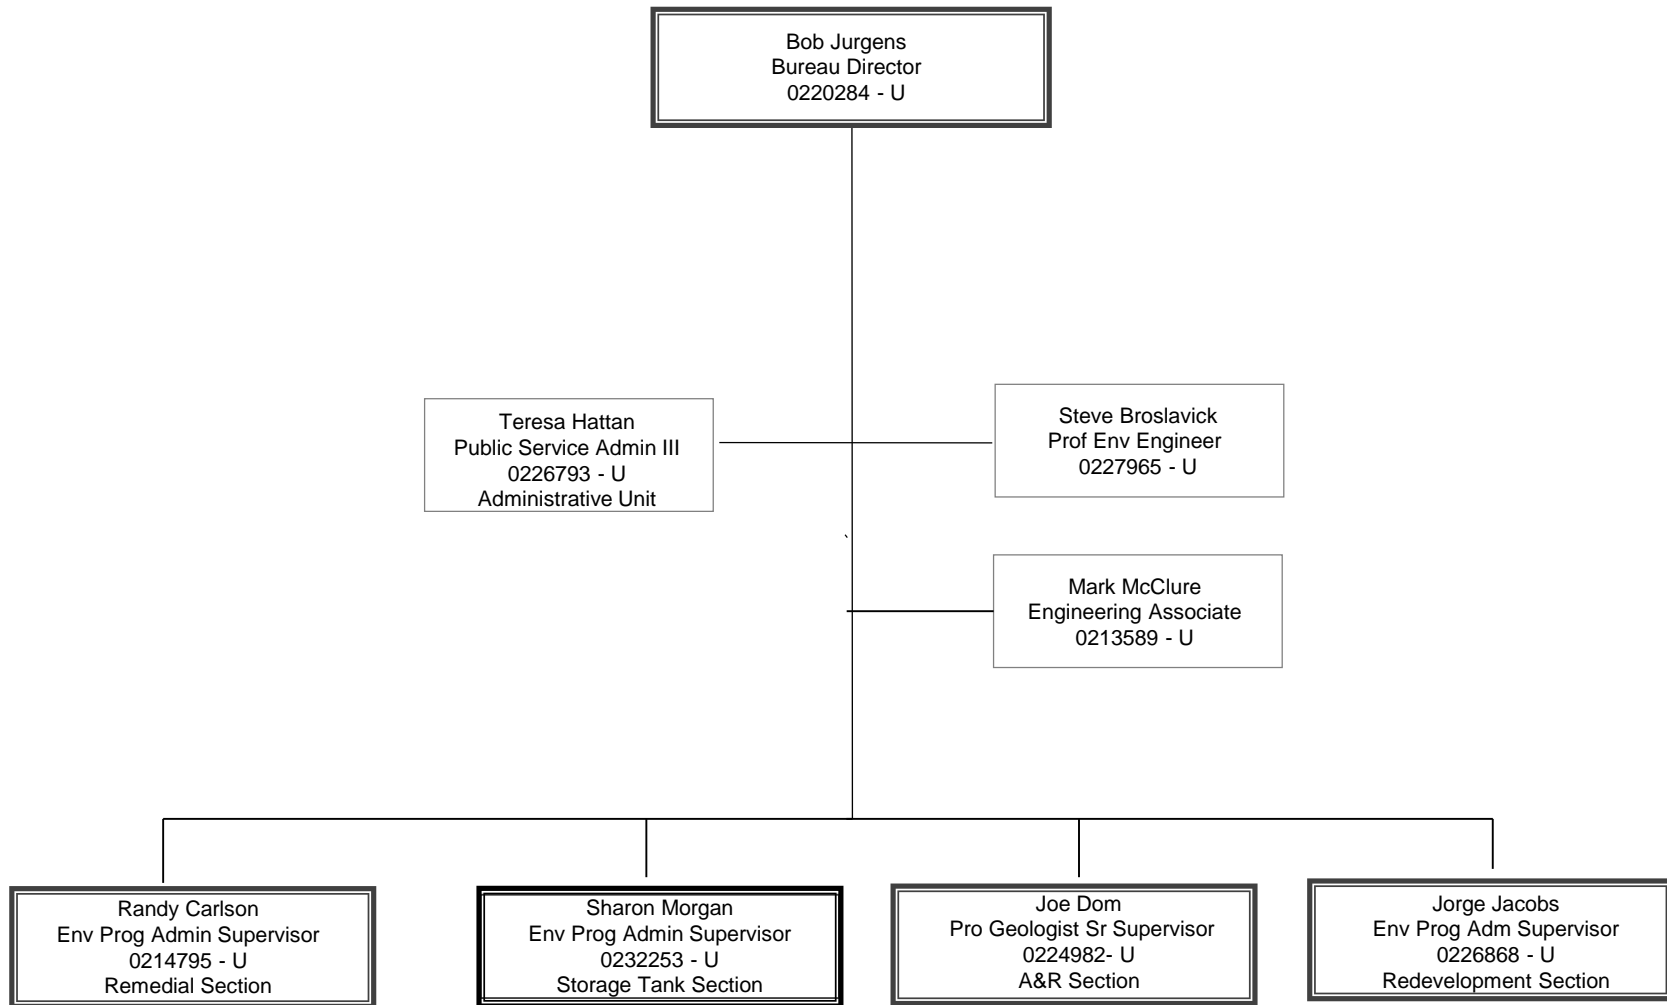 Bob Jurgens
Bureau Director
0220284 - U
Teresa Hattan
Public Service Admin III
0226793 - U
Administrative Unit
Steve Broslavick
Prof Env Engineer
0227965 - U
Mark McClure
Engineering Associate
0213589 - U
Randy Carlson
Env Prog Admin Supervisor
0214795 - U
Remedial Section
Sharon Morgan
Env Prog Admin Supervisor
0232253 - U
Storage Tank Section
Joe Dom
Pro Geologist Sr Supervisor
0224982- U
A&R Section
Jorge Jacobs
Env Prog Adm Supervisor
0226868 - U
Redevelopment Section